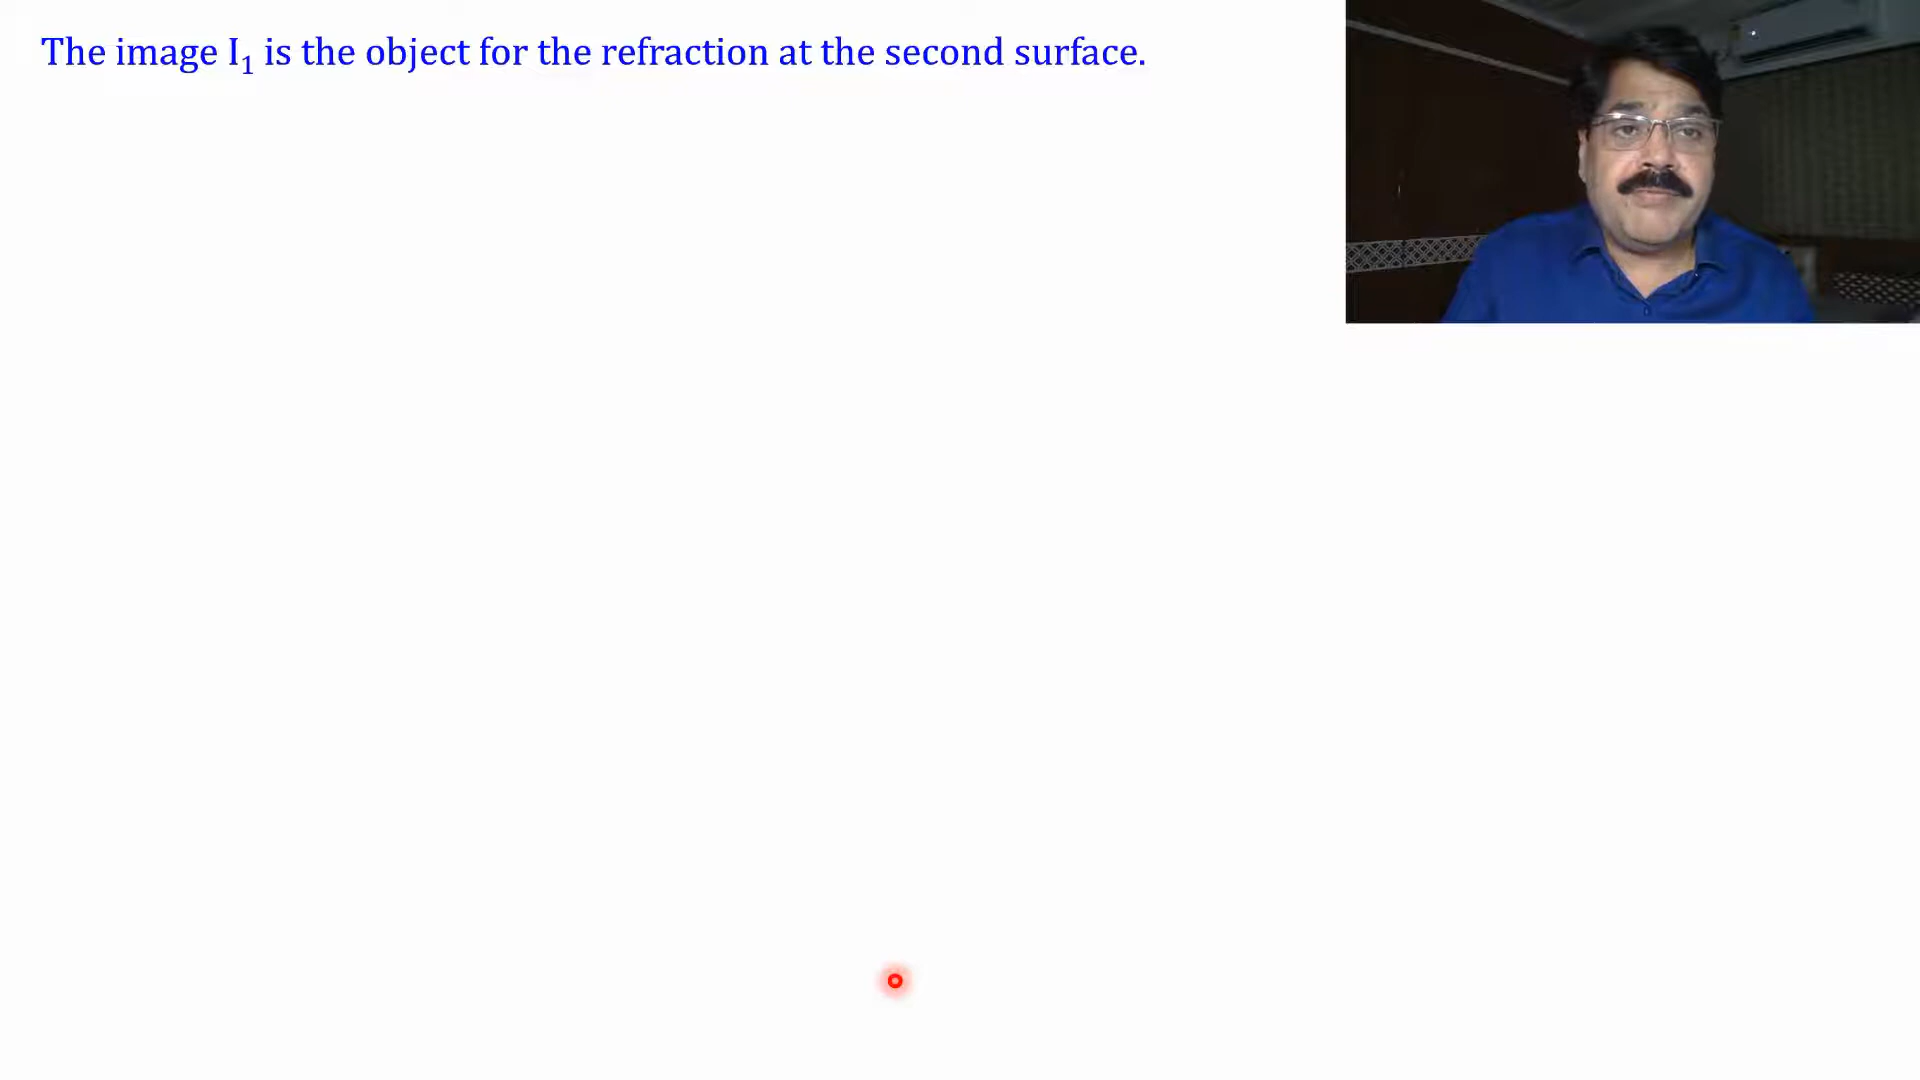 The image I₁ is the object for the refraction at the second surface.